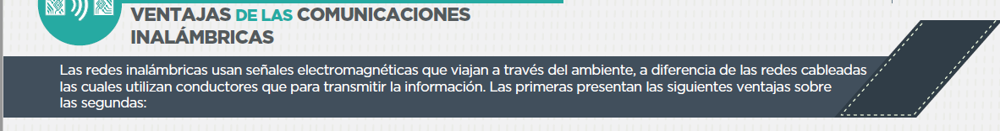 VENTAJAS DE LAS COMUNICACIONES
INALÁMBRICAS
Las redes inalámbricas usan señales electromagnéticas que viajan a través del ambiente, a diferencia de las redes cableadas
las cuales utilizan conductores que para transmitir la información. Las primeras presentan las siguientes ventajas sobre
las segundas: